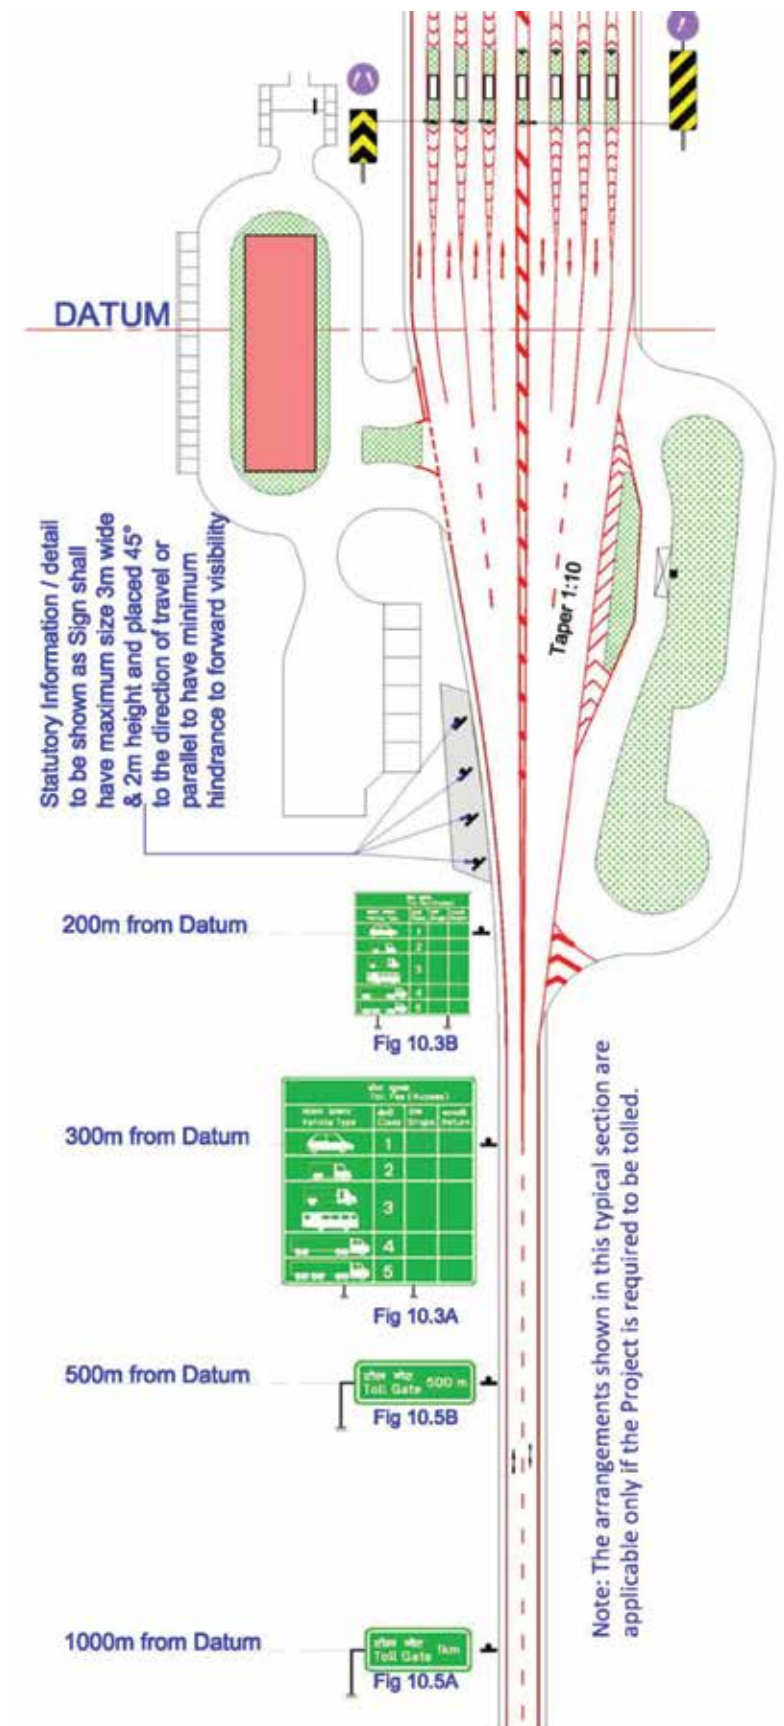 DATUM
Statutory Information / detail
to be shown as Sign shall
have maximum size 3m wide
& 2m height and placed 45°
to the direction of travel or
parallel to have minimum
hindrance to forward visibility
Taper 1:10
200m from Datum
1
2
3
4
5
Fig 10.3B
300m from Datum
Toll Fee (Rupees)
Vehicle Type Class Single Return
1
2
3
4
5
Fig 10.3A
500m from Datum
Toll Gate 500 m
Fig 10.5B
Note: The arrangements shown in this typical section are
applicable only if the Project is required to be tolled.
1000m from Datum
Toll Gate 1km
Fig 10.5A